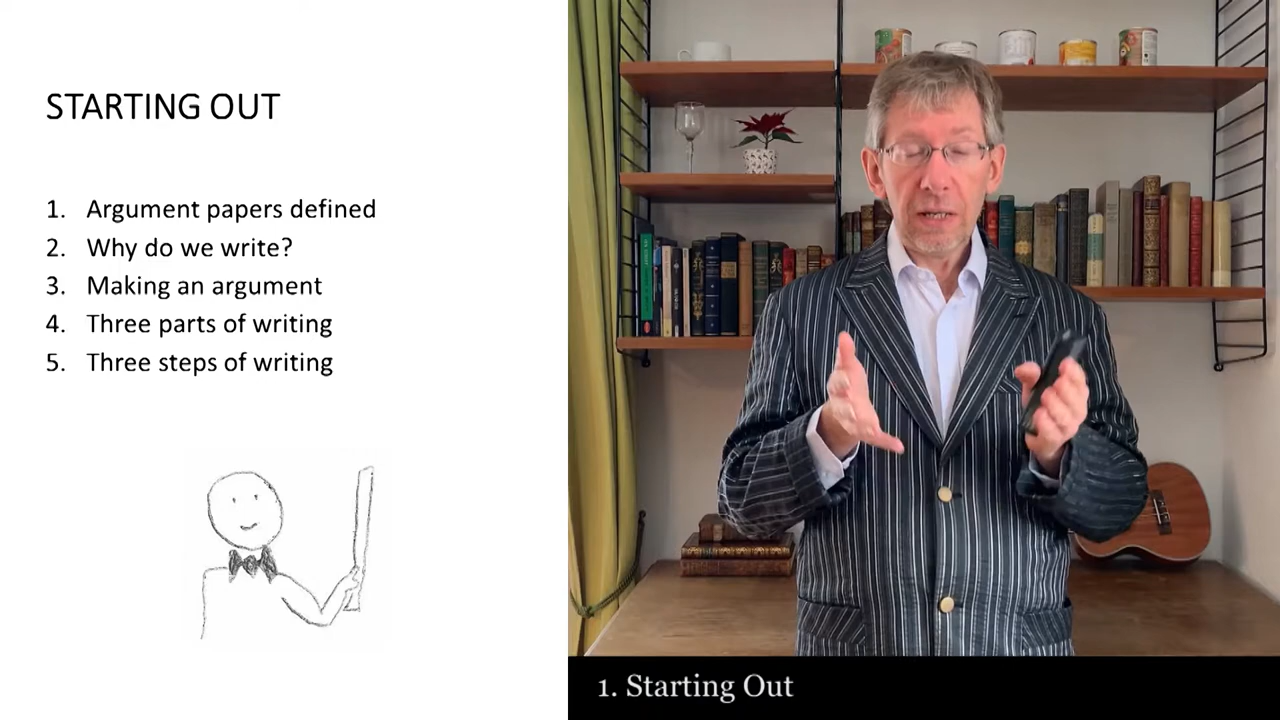 STARTING OUT
1. Argument papers defined
2. Why do we write?
3. Making an argument
4. Three parts of writing
5. Three steps of writing
1. Starting Out